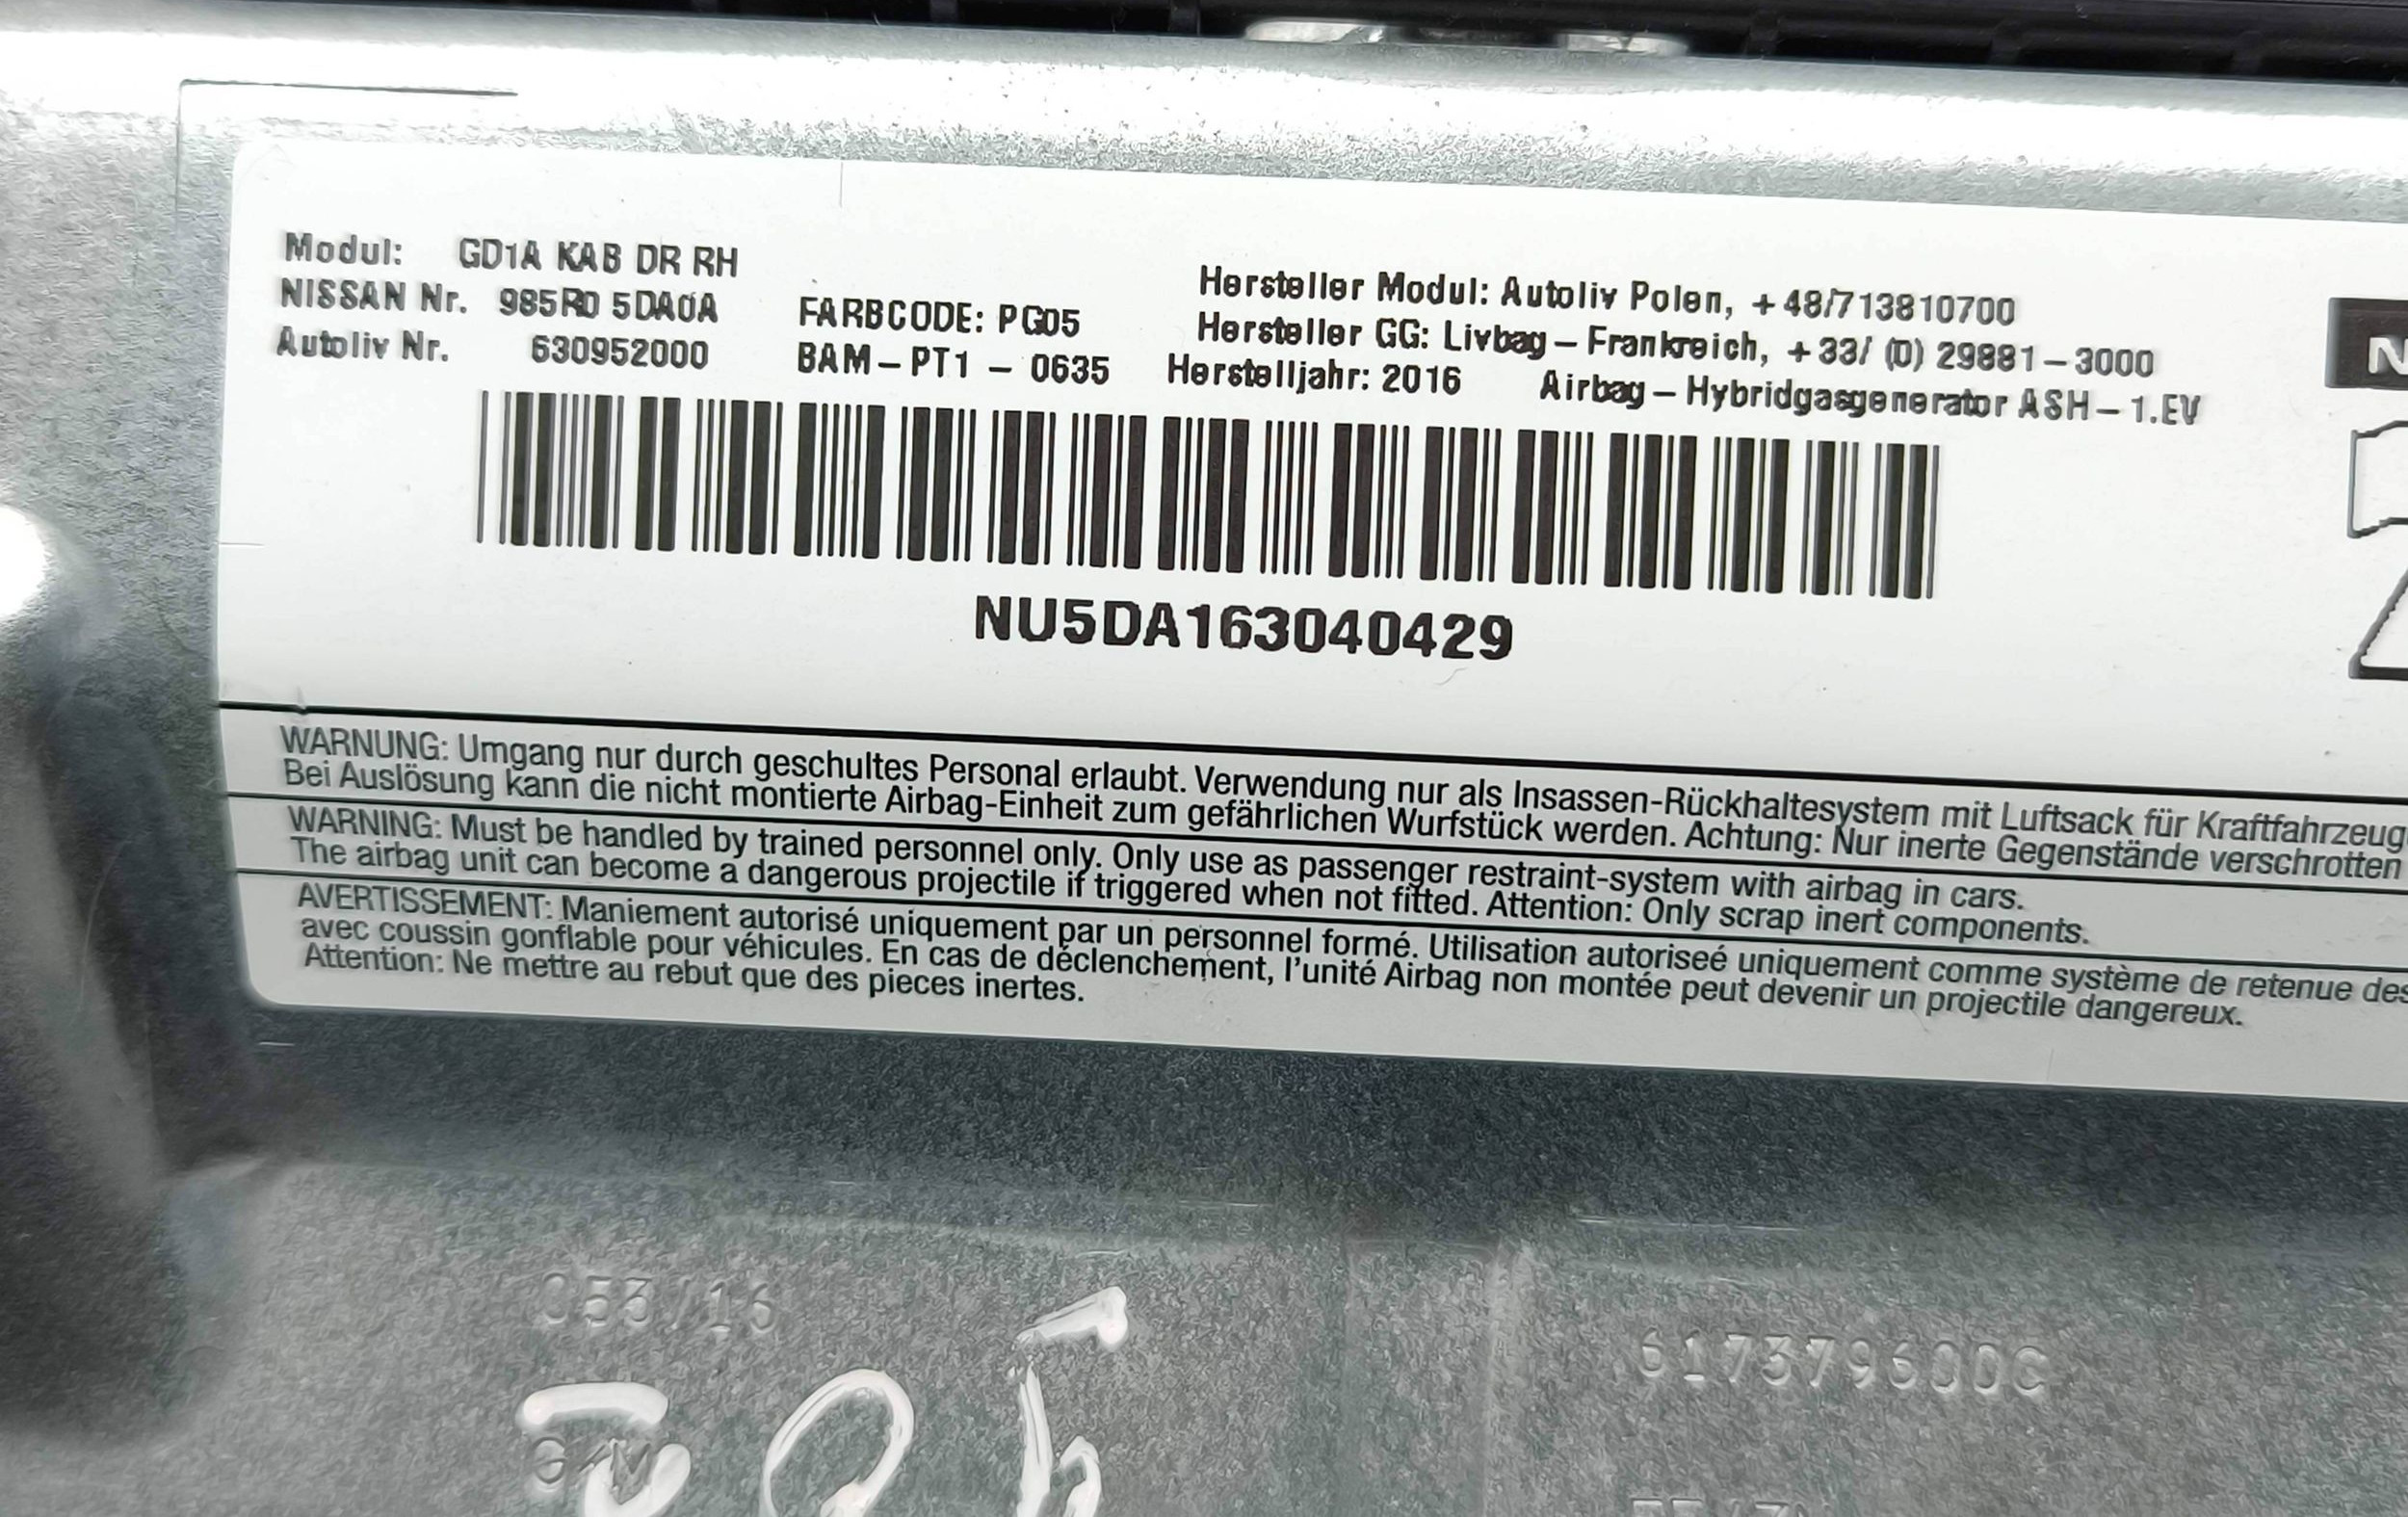 Modul: GD1A KAB DR RH
NISSAN Nr. 985R0 5DA0A
Autoliv Nr. 630952000
FARBCODE: PG05
BAM-PT1 - 0635
Hersteller Modul: Autoliv Polen, +48/713810700
Hersteller GG: Livbag-Frankreich, +33/ (0) 29881-3000
Herstelljahr: 2016 Airbag-Hybridgasgenerator ASH-1.EV
N
NU5DA163040429
WARNUNG: Umgang nur durch geschultes Personal erlaubt. Verwendung nur als Insassen-Rückhaltesystem mit Luftsack für Kraftfahrzeug
Bei Auslösung kann die nicht montierte Airbag-Einheit zum gefährlichen Wurfstück werden. Achtung: Nur inerte Gegenstände verschrotten
WARNING: Must be handled by trained personnel only. Only use as passenger restraint-system with airbag in cars.
The airbag unit can become a dangerous projectile if triggered when not fitted. Attention: Only scrap inert components.
AVERTISSEMENT: Maniement autorisé uniquement par un personnel formé. Utilisation autoriseé uniquement comme système de retenue des
avec coussin gonflable pour véhicules. En cas de déclenchement, l'unité Airbag non montée peut devenir un projectile dangereux.
Attention: Ne mettre au rebut que des pieces inertes.
053/16
617379600C